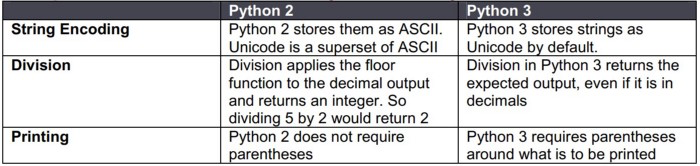 Python 2 Python 3
String Encoding Python 2 stores them as ASCII. Python 3 stores strings as
Unicode is a superset of ASCII Unicode by default.
Division Division applies the floor Division in Python 3 returns the
function to the decimal output expected output, even if it is in
and returns an integer. So decimals
dividing 5 by 2 would return 2
Printing Python 2 does not require Python 3 requires parentheses
parentheses around what is to be printed